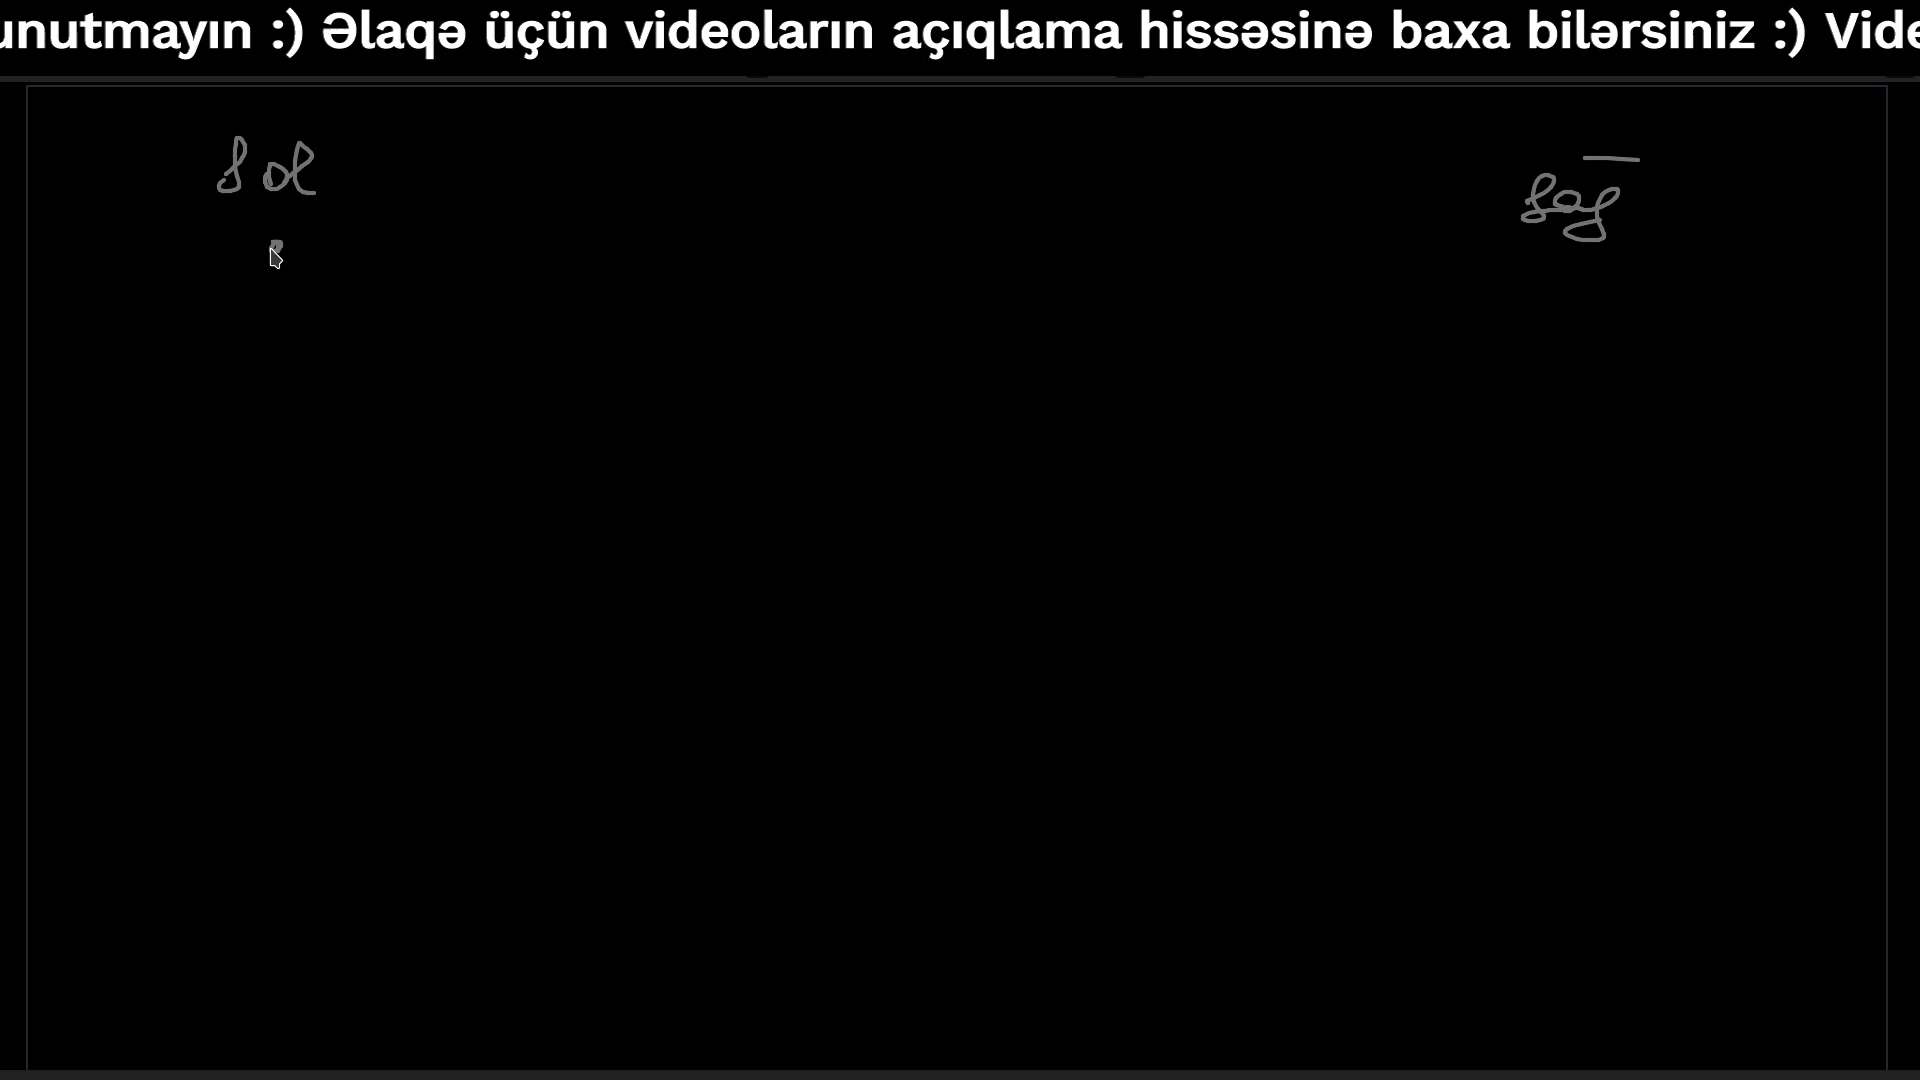 unutmayın :) Əlaqə üçün videoların açıqlama hissəsinə baxa bilərsiniz :) Vide
sol
sağ